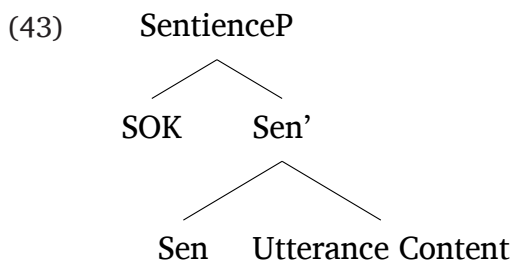 (43) SentienceP
SOK Sen’
Sen Utterance Content